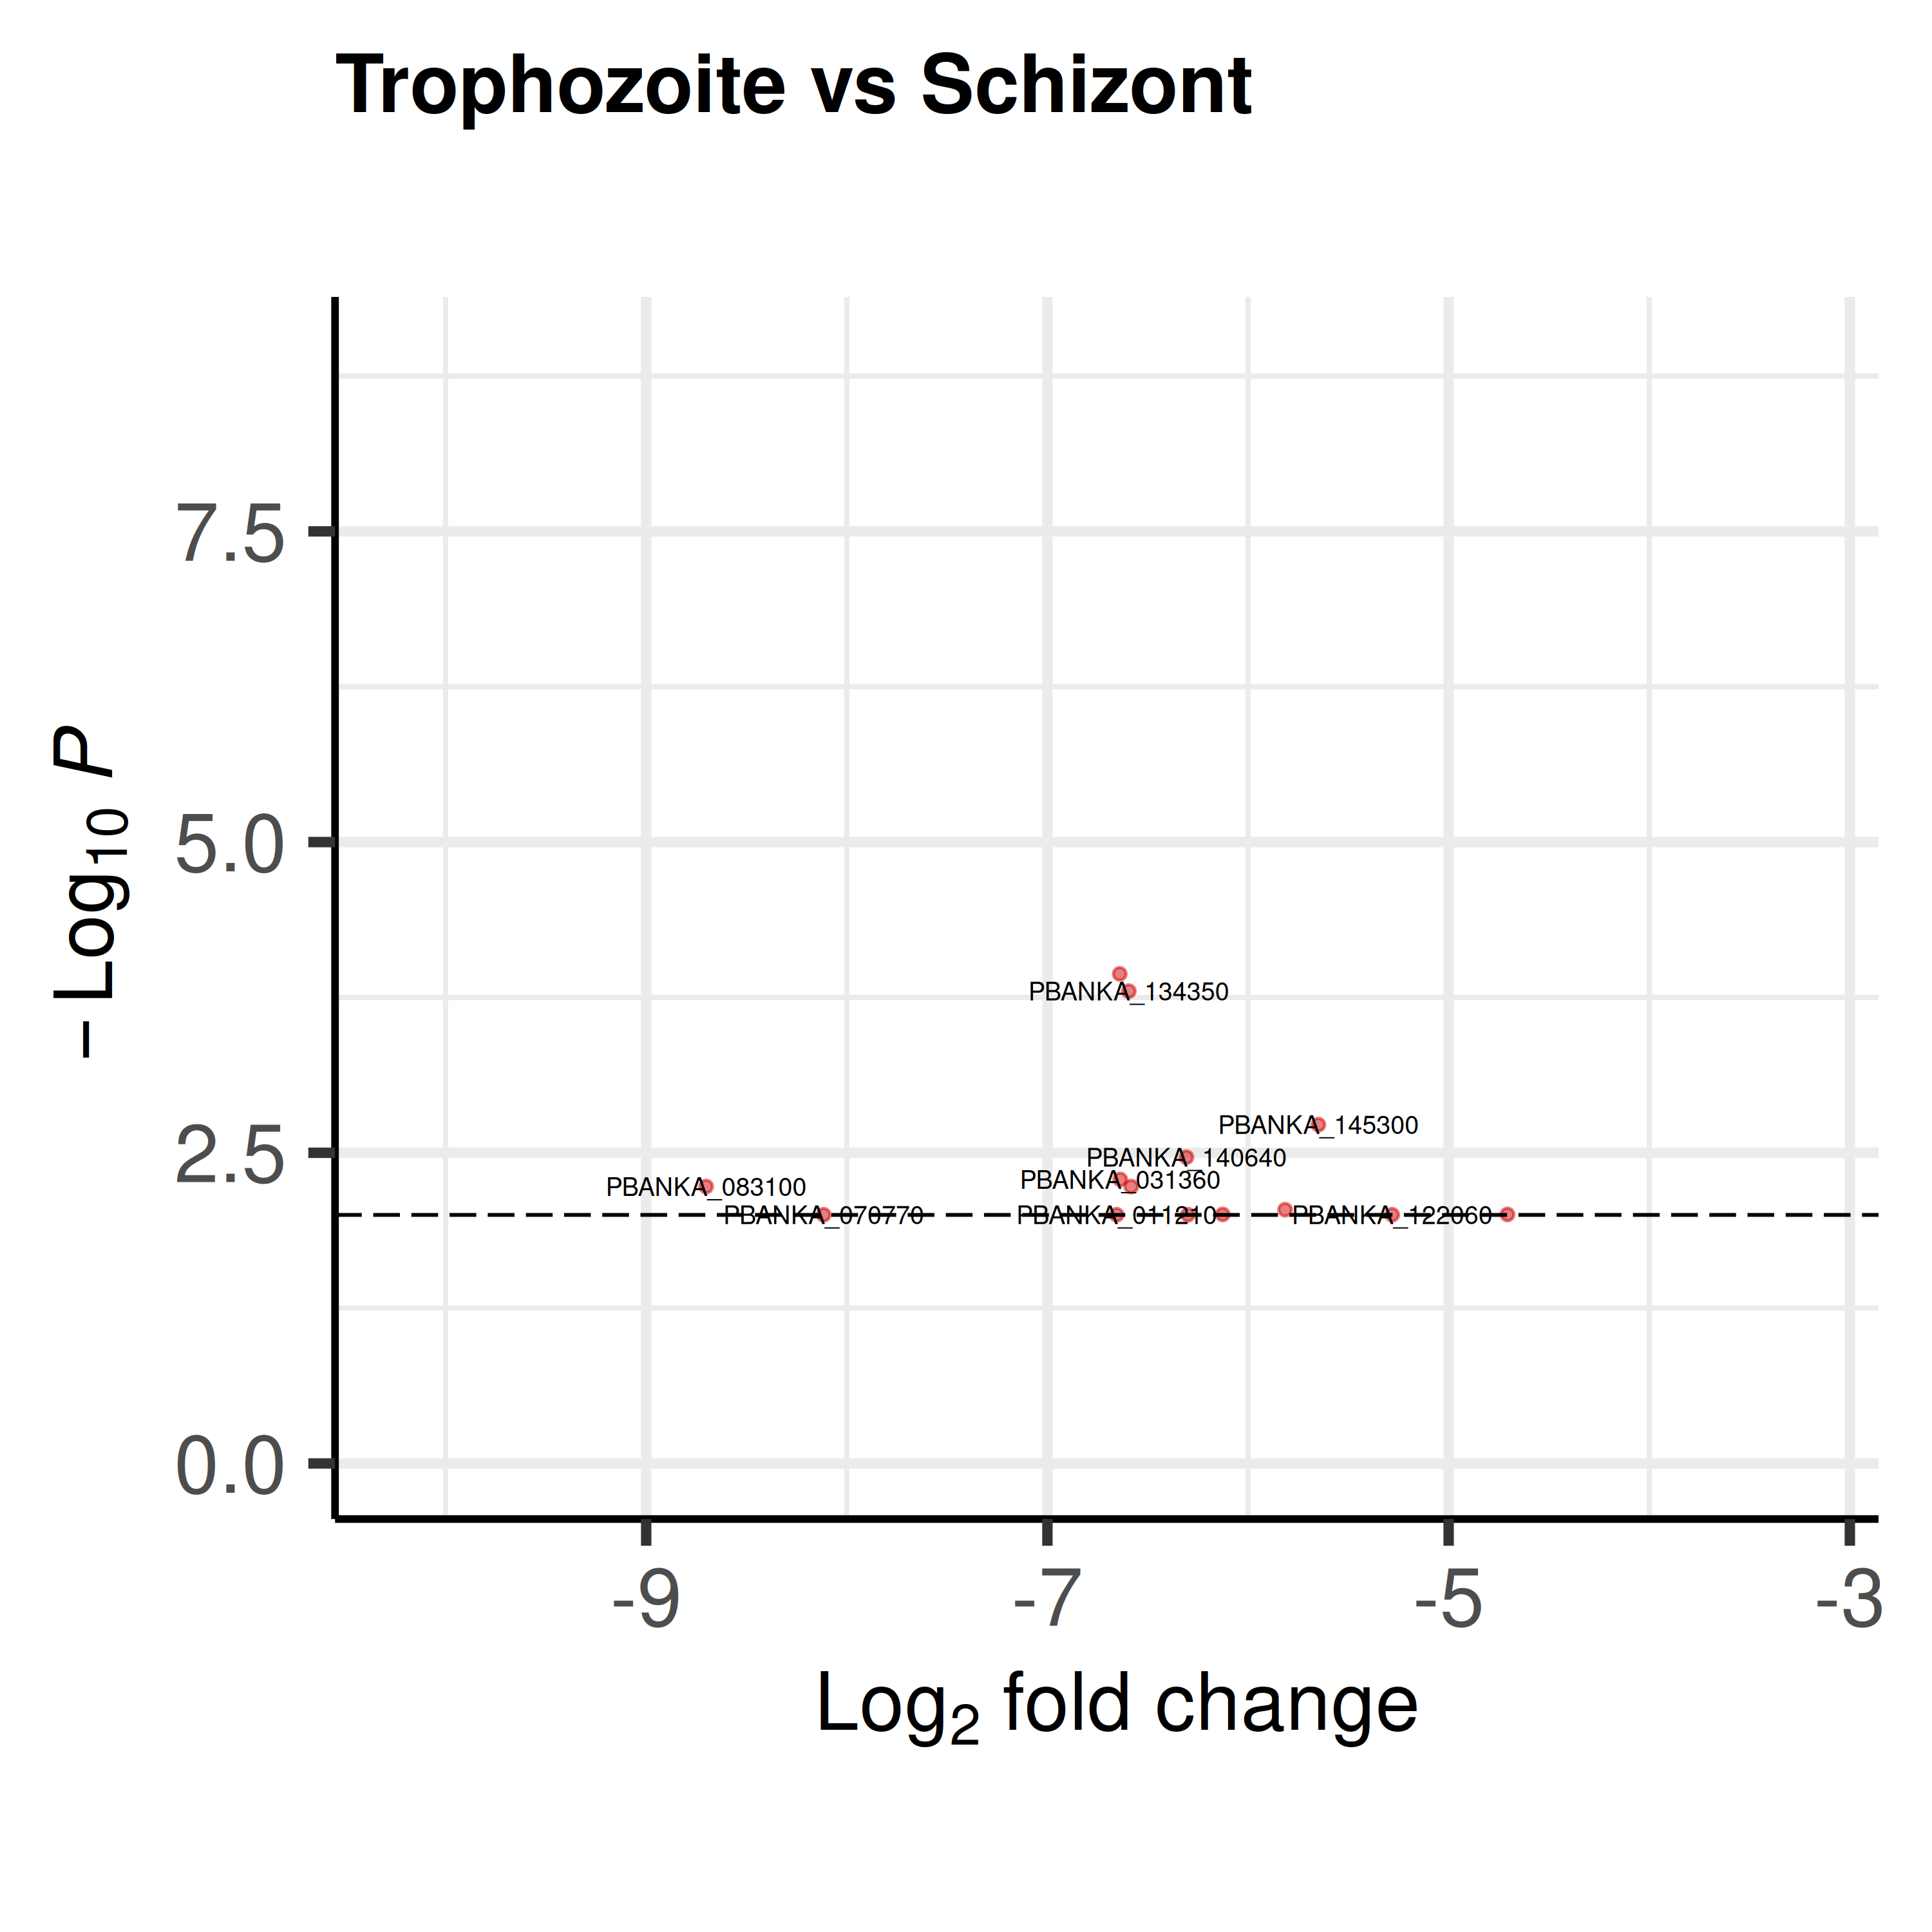 Trophozoite vs Schizont
− Log10 P
7.5
5.0
2.5
0.0
PBANKA_134350
PBANKA_145300
PBANKA_140640
PBANKA_031360
PBANKA_083100
PBANKA_070770
PBANKA_011210
PBANKA_122060
-9
-7
-5
-3
Log2 fold change